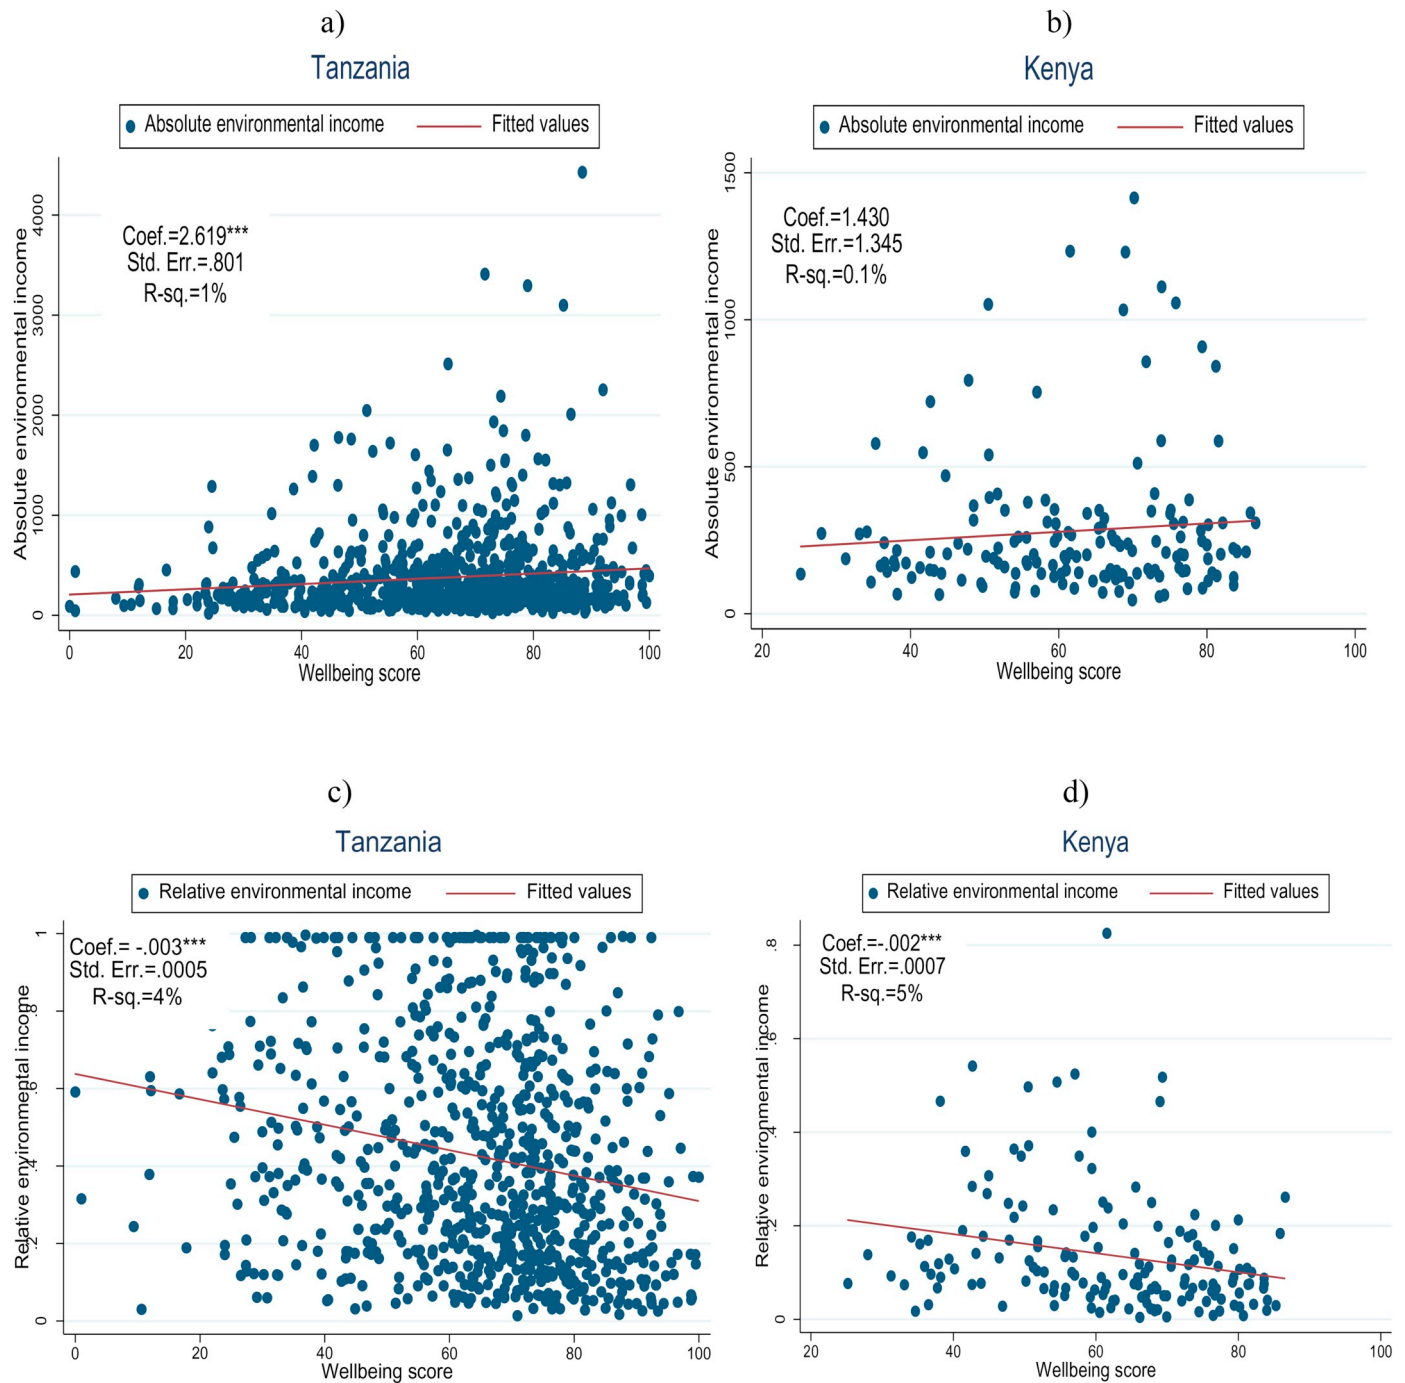 a)
Tanzania
Absolute environmental income
Fitted values
Coef.=2.619***
Std. Err.=.801
R-sq.=1%
Absolute environmental income
4000
3000
2000
1000
0
0 20 40 60 80 100
Wellbeing score
b)
Kenya
Absolute environmental income
Fitted values
Coef.=1.430
Std. Err.=1.345
R-sq.=0.1%
Absolute environmental income
1500
1000
500
0
20 40 60 80 100
Wellbeing score
c)
Tanzania
Relative environmental income
Fitted values
Coef.= -.003***
Std. Err.=.0005
R-sq.=4%
Relative environmental income
1
.8
.6
.4
.2
0
0 20 40 60 80 100
Wellbeing score
d)
Kenya
Relative environmental income
Fitted values
Coef.=-.002***
Std. Err.=.0007
R-sq.=5%
Relative environmental income
.8
.6
.4
.2
0
20 40 60 80 100
Wellbeing score